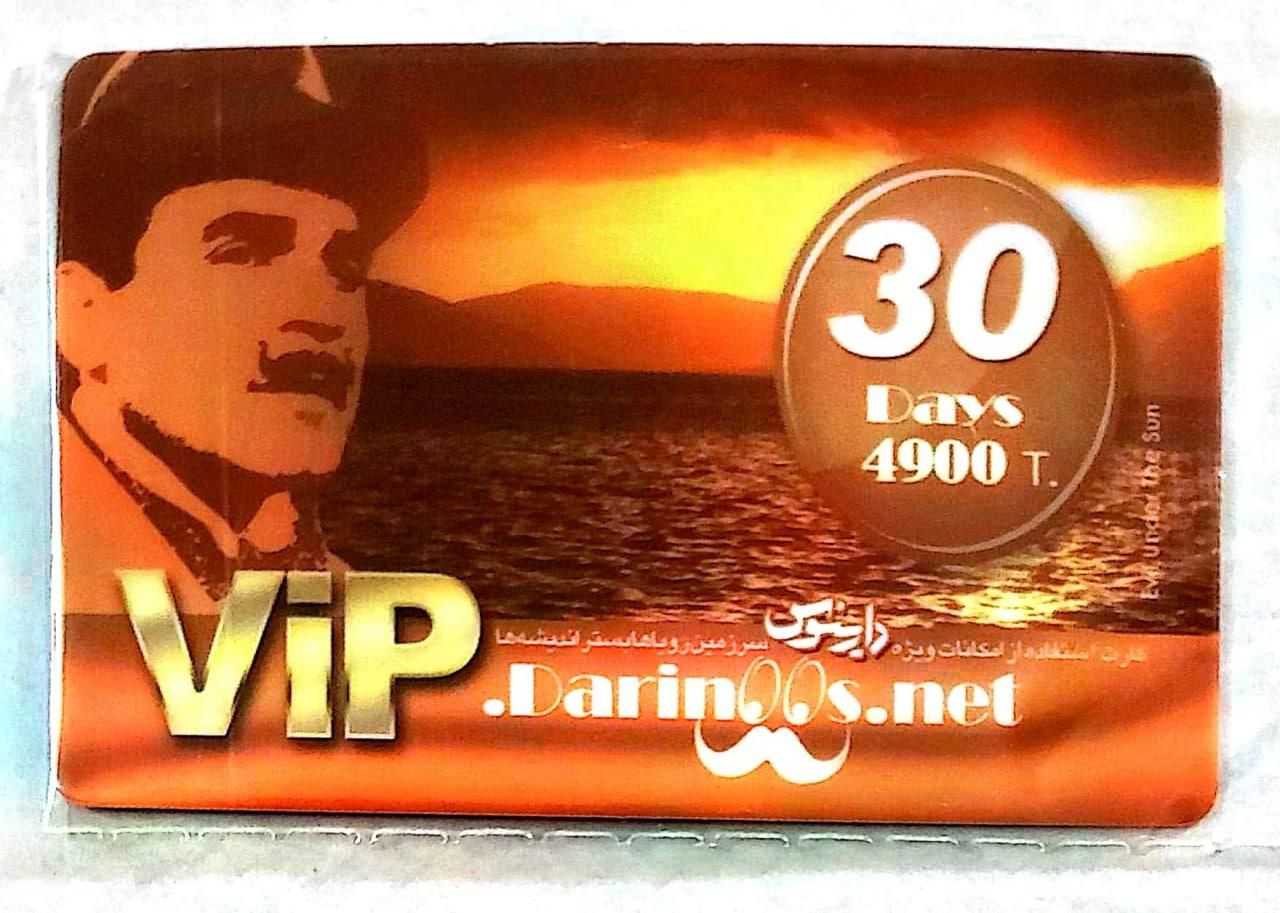 30
Days
4900 T.
under the Sun
ViP
کارت استفاده از امکانات ویژه دارینوس سرزمین رویاها بستر اندیشه‌ها
.Darinoos.net